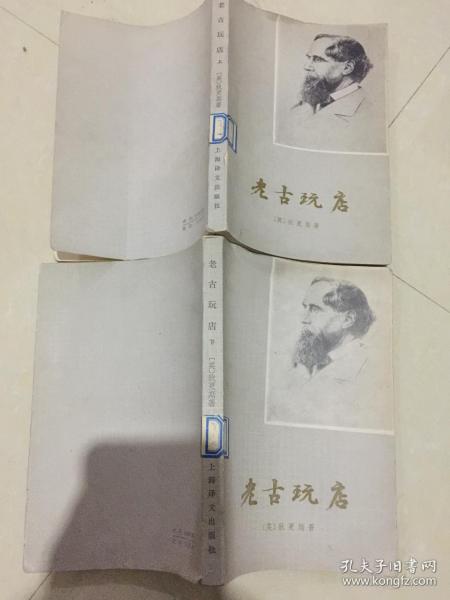 老古玩店 上 〔英〕狄更斯著 上海译文出版社
老古玩店
〔英〕狄更斯著
老古玩店 下 〔英〕狄更斯著 上海译文出版社
老古玩店
〔英〕狄更斯著
孔夫子旧书网
www.kongfz.com